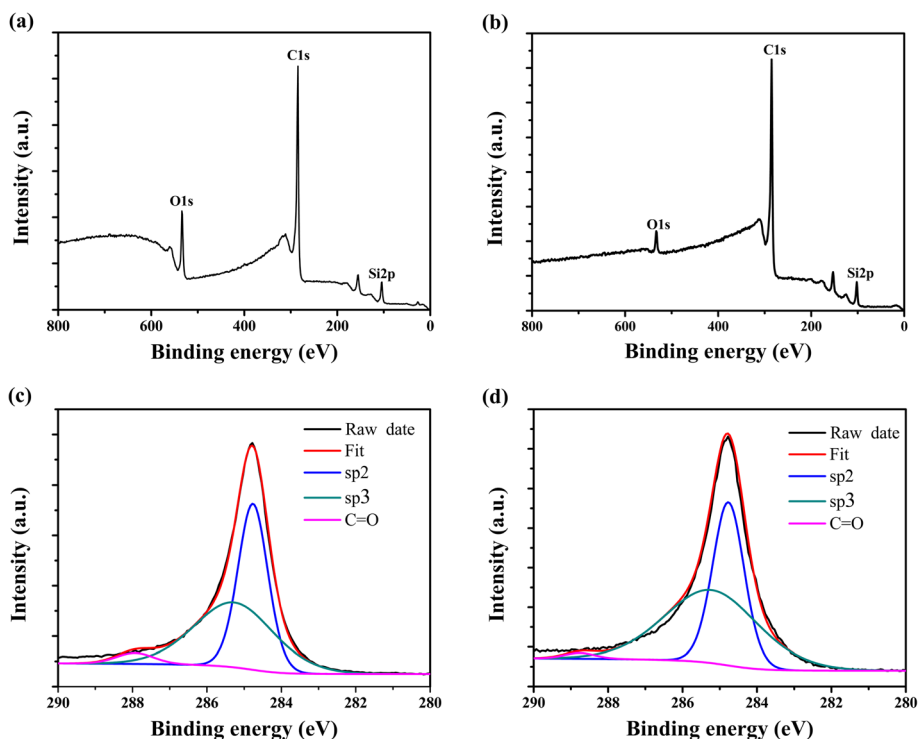 (a)
C1s
O1s
Si2p
Intensity (a.u.)
800 600 400 200 0
Binding energy (eV)
(b)
C1s
O1s
Si2p
Intensity (a.u.)
800 600 400 200 0
Binding energy (eV)
(c)
Raw date
Fit
sp2
sp3
C=O
Intensity (a.u.)
290 288 286 284 282 280
Binding energy (eV)
(d)
Raw date
Fit
sp2
sp3
C=O
Intensity (a.u.)
290 288 286 284 282 280
Binding energy (eV)